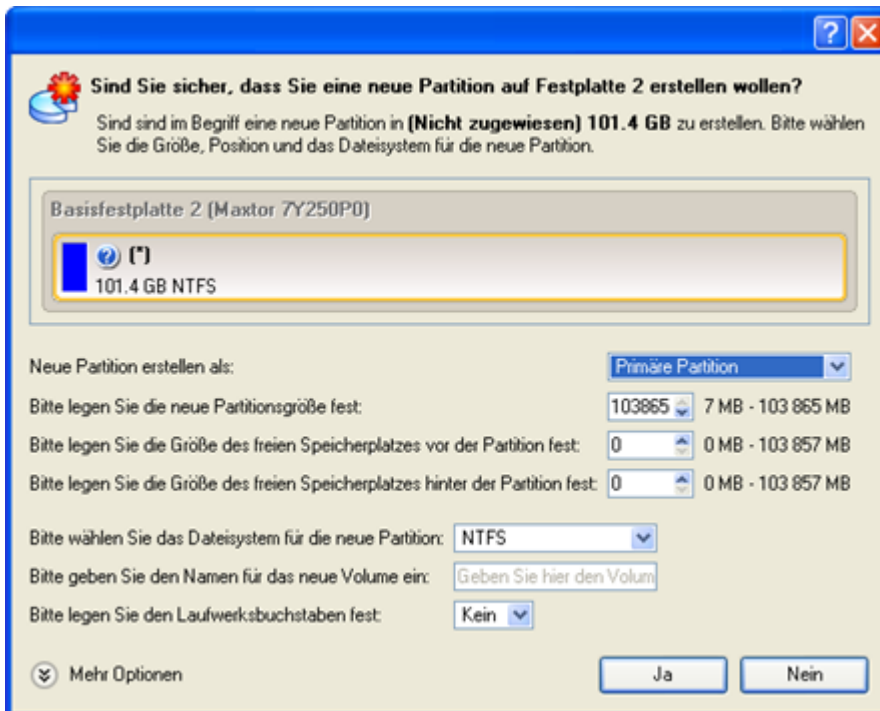 Sind Sie sicher, dass Sie eine neue Partition auf Festplatte 2 erstellen wollen?
Sind sind im Begriff eine neue Partition in (Nicht zugewiesen) 101.4 GB zu erstellen. Bitte wählen
Sie die Größe, Position und das Dateisystem für die neue Partition.
Basisfestplatte 2 (Maxtor 7Y250P0)
(*)
101.4 GB NTFS
Neue Partition erstellen als: Primäre Partition
Bitte legen Sie die neue Partitionsgröße fest: 103865 7 MB - 103 865 MB
Bitte legen Sie die Größe des freien Speicherplatzes vor der Partition fest: 0 0 MB - 103 857 MB
Bitte legen Sie die Größe des freien Speicherplatzes hinter der Partition fest: 0 0 MB - 103 857 MB
Bitte wählen Sie das Dateisystem für die neue Partition: NTFS
Bitte geben Sie den Namen für das neue Volume ein: Geben Sie hier den Volum
Bitte legen Sie den Laufwerksbuchstaben fest: Kein
Mehr Optionen Ja Nein